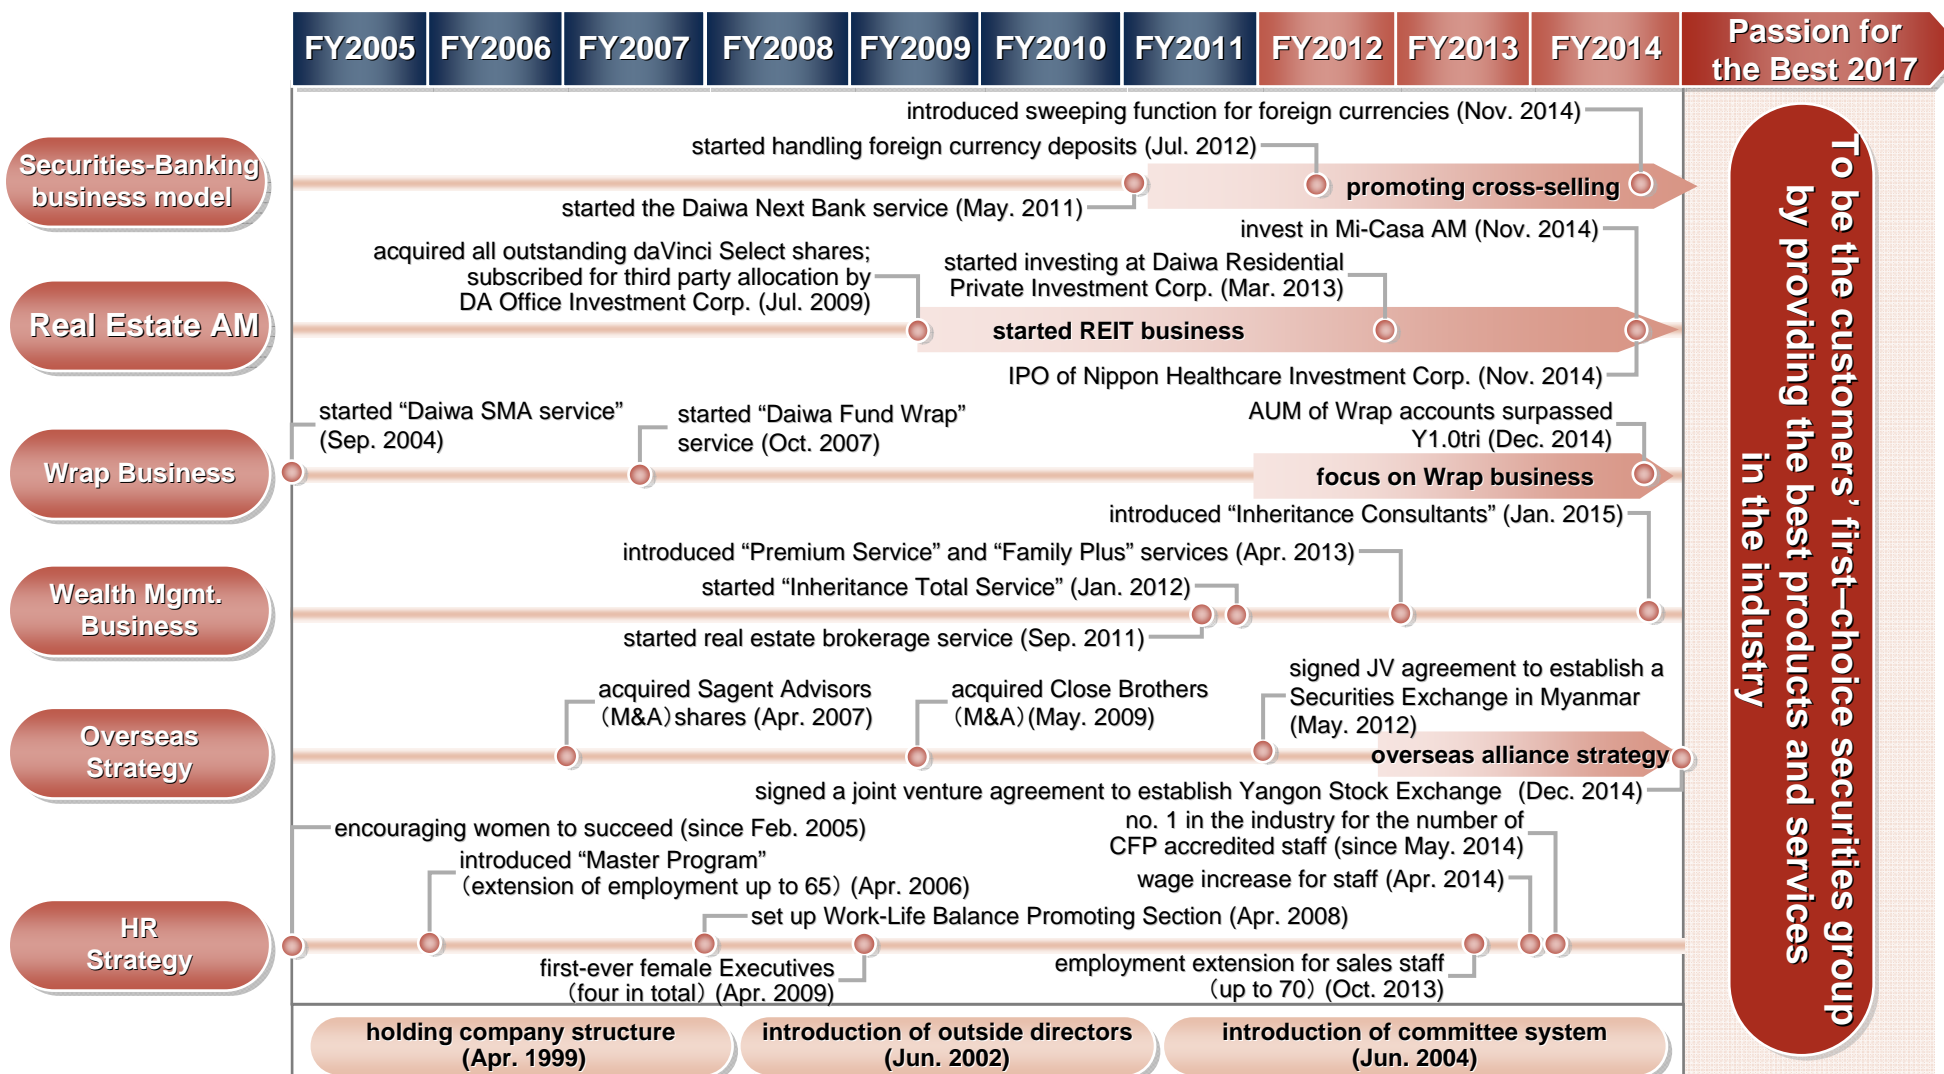 FY2005 FY2006 FY2007 FY2008 FY2009 FY2010 FY2011 FY2012 FY2013 FY2014
Passion for
the Best 2017
Securities-Banking
business model
introduced sweeping function for foreign currencies (Nov. 2014)
started handling foreign currency deposits (Jul. 2012)
promoting cross-selling
started the Daiwa Next Bank service (May. 2011)
Real Estate AM
invest in Mi-Casa AM (Nov. 2014)
acquired all outstanding daVinci Select shares;
subscribed for third party allocation by
DA Office Investment Corp. (Jul. 2009)
started investing at Daiwa Residential
Private Investment Corp. (Mar. 2013)
started REIT business
IPO of Nippon Healthcare Investment Corp. (Nov. 2014)
Wrap Business
started “Daiwa SMA service”
(Sep. 2004)
started “Daiwa Fund Wrap”
service (Oct. 2007)
AUM of Wrap accounts surpassed
Y1.0tri (Dec. 2014)
focus on Wrap business
Wealth Mgmt.
Business
introduced “Inheritance Consultants” (Jan. 2015)
introduced “Premium Service” and “Family Plus” services (Apr. 2013)
started “Inheritance Total Service” (Jan. 2012)
started real estate brokerage service (Sep. 2011)
Overseas
Strategy
acquired Sagent Advisors
（M&A）shares (Apr. 2007)
acquired Close Brothers
（M&A）(May. 2009)
signed JV agreement to establish a
Securities Exchange in Myanmar
(May. 2012)
overseas alliance strategy
signed a joint venture agreement to establish Yangon Stock Exchange (Dec. 2014)
HR
Strategy
encouraging women to succeed (since Feb. 2005)
introduced “Master Program”
（extension of employment up to 65）(Apr. 2006)
no. 1 in the industry for the number of
CFP accredited staff (since May. 2014)
wage increase for staff (Apr. 2014)
set up Work-Life Balance Promoting Section (Apr. 2008)
first-ever female Executives
（four in total）(Apr. 2009)
employment extension for sales staff
（up to 70）(Oct. 2013)
holding company structure
(Apr. 1999)
introduction of outside directors
(Jun. 2002)
introduction of committee system
(Jun. 2004)
To be the customers’ first–choice securities group
by providing the best products and services
in the industry